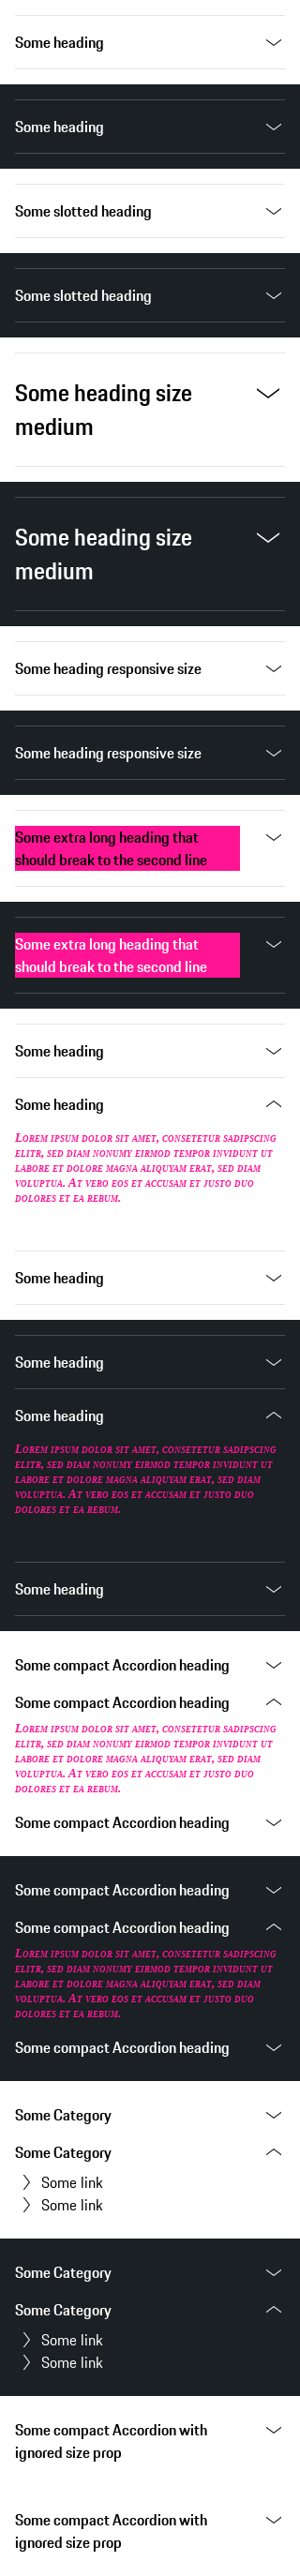 Some heading
Some heading
Some slotted heading
Some slotted heading
Some heading size
medium
Some heading size
medium
Some heading responsive size
Some heading responsive size
Some extra long heading that
should break to the second line
Some extra long heading that
should break to the second line
Some heading
Some heading
Lorem ipsum dolor sit amet, consetetur sadipscing
elitr, sed diam nonumy eirmod tempor invidunt ut
labore et dolore magna aliquyam erat, sed diam
voluptua. At vero eos et accusam et justo duo
dolores et ea rebum.
Some heading
Some heading
Some heading
Lorem ipsum dolor sit amet, consetetur sadipscing
elitr, sed diam nonumy eirmod tempor invidunt ut
labore et dolore magna aliquyam erat, sed diam
voluptua. At vero eos et accusam et justo duo
dolores et ea rebum.
Some heading
Some compact Accordion heading
Some compact Accordion heading
Lorem ipsum dolor sit amet, consetetur sadipscing
elitr, sed diam nonumy eirmod tempor invidunt ut
labore et dolore magna aliquyam erat, sed diam
voluptua. At vero eos et accusam et justo duo
dolores et ea rebum.
Some compact Accordion heading
Some compact Accordion heading
Some compact Accordion heading
Lorem ipsum dolor sit amet, consetetur sadipscing
elitr, sed diam nonumy eirmod tempor invidunt ut
labore et dolore magna aliquyam erat, sed diam
voluptua. At vero eos et accusam et justo duo
dolores et ea rebum.
Some compact Accordion heading
Some Category
Some Category
Some link
Some link
Some Category
Some Category
Some link
Some link
Some compact Accordion with
ignored size prop
Some compact Accordion with
ignored size prop